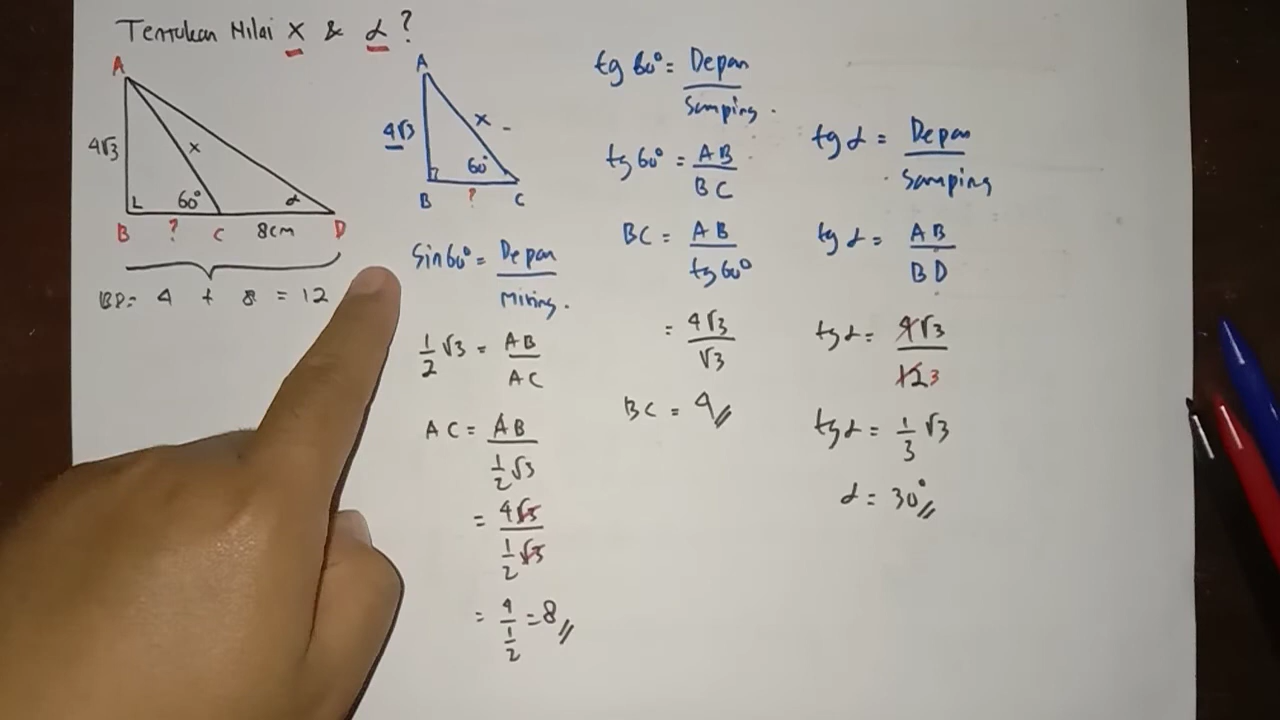 Tentukan Nilai x & α ?
A
4√3
x
60°
α
B
?
C
8cm
D
BD = 4 + 8 = 12
A
4√3
x
60°
B
?
C
Sin 60° = Depan
Miring.
1/2 √3 = AB
AC
AC = AB
1/2 √3
= 4√3
1/2 √3
= 4
1/2
= 8 //
tg 60° = Depan
Samping.
tg 60° = AB
BC
BC = AB
tg 60°
= 4√3
√3
BC = 4 //
tg α = Depan
Samping
tg α = AB
BD
tg α = 4√3
12 3
tg α = 1/3 √3
α = 30° //